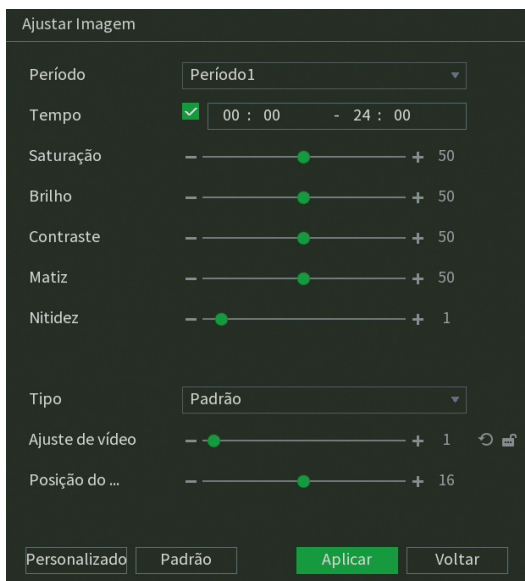 Ajustar Imagem
Período Período1
Tempo 00 : 00 - 24 : 00
Saturação 50
Brilho 50
Contraste 50
Matiz 50
Nitidez 1
Tipo Padrão
Ajuste de vídeo 1
Posição do ... 16
Personalizado Padrão Aplicar Voltar